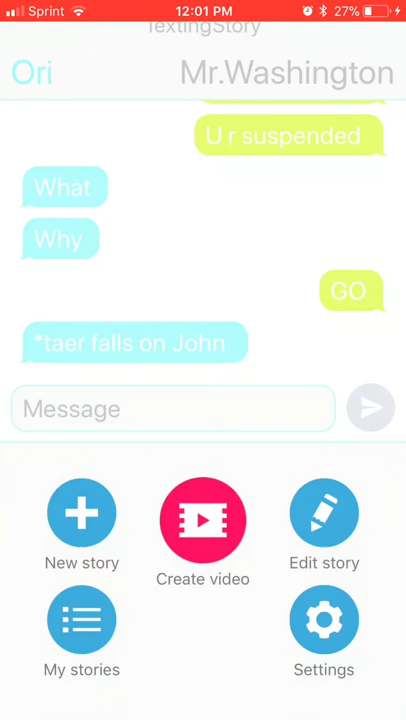 Sprint 12:01 PM 27%
TextingStory
Ori Mr.Washington
U r suspended
What
Why
GO
*taer falls on John
Message
New story
Create video
Edit story
My stories
Settings